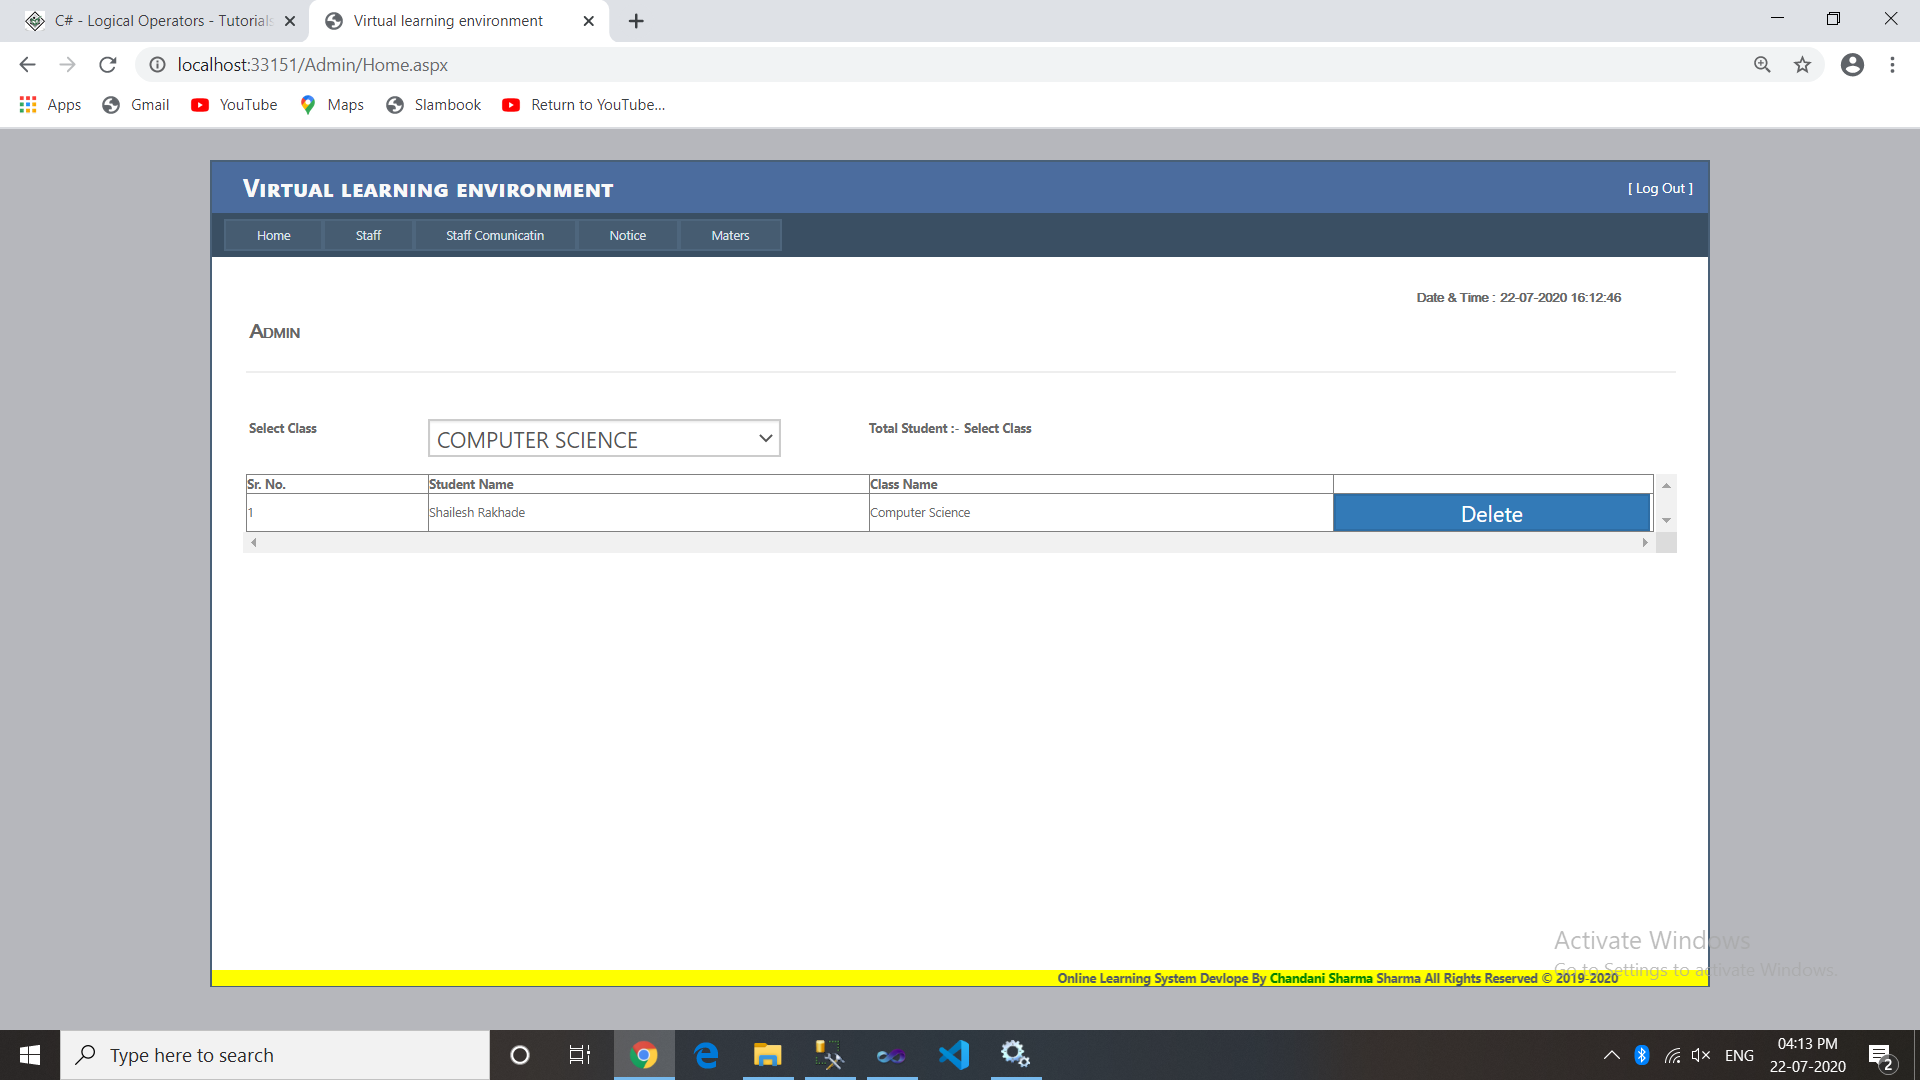 C# - Logical Operators - Tutorials
Virtual learning environment
localhost:33151/Admin/Home.aspx
Apps
Gmail
YouTube
Maps
Slambook
Return to YouTube...
Virtual learning environment
[ Log Out ]
Home
Staff
Staff Comunicatin
Notice
Maters
Date & Time : 22-07-2020 16:12:46
Admin
Select Class
COMPUTER SCIENCE
Total Student :- Select Class
Sr. No. Student Name Class Name
1 Shailesh Rakhade Computer Science Delete
Activate Windows
Go to Settings to activate Windows.
Online Learning System Devlope By Chandani Sharma Sharma All Rights Reserved © 2019-2020
Type here to search
ENG
04:13 PM
22-07-2020
2